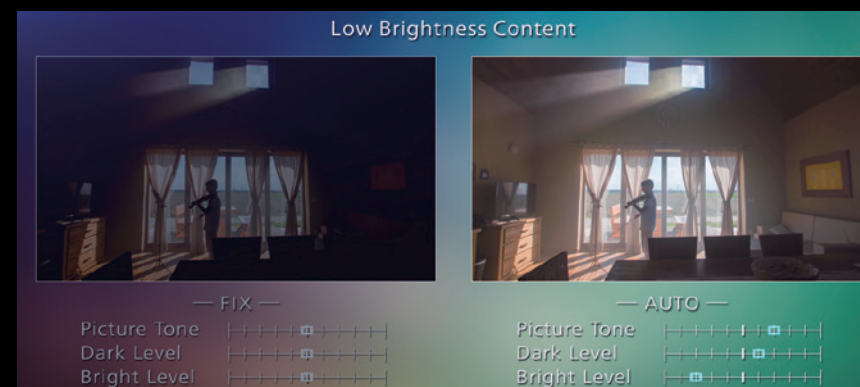 Low Brightness Content
— FIX —
Picture Tone
Dark Level
Bright Level
— AUTO —
Picture Tone
Dark Level
Bright Level